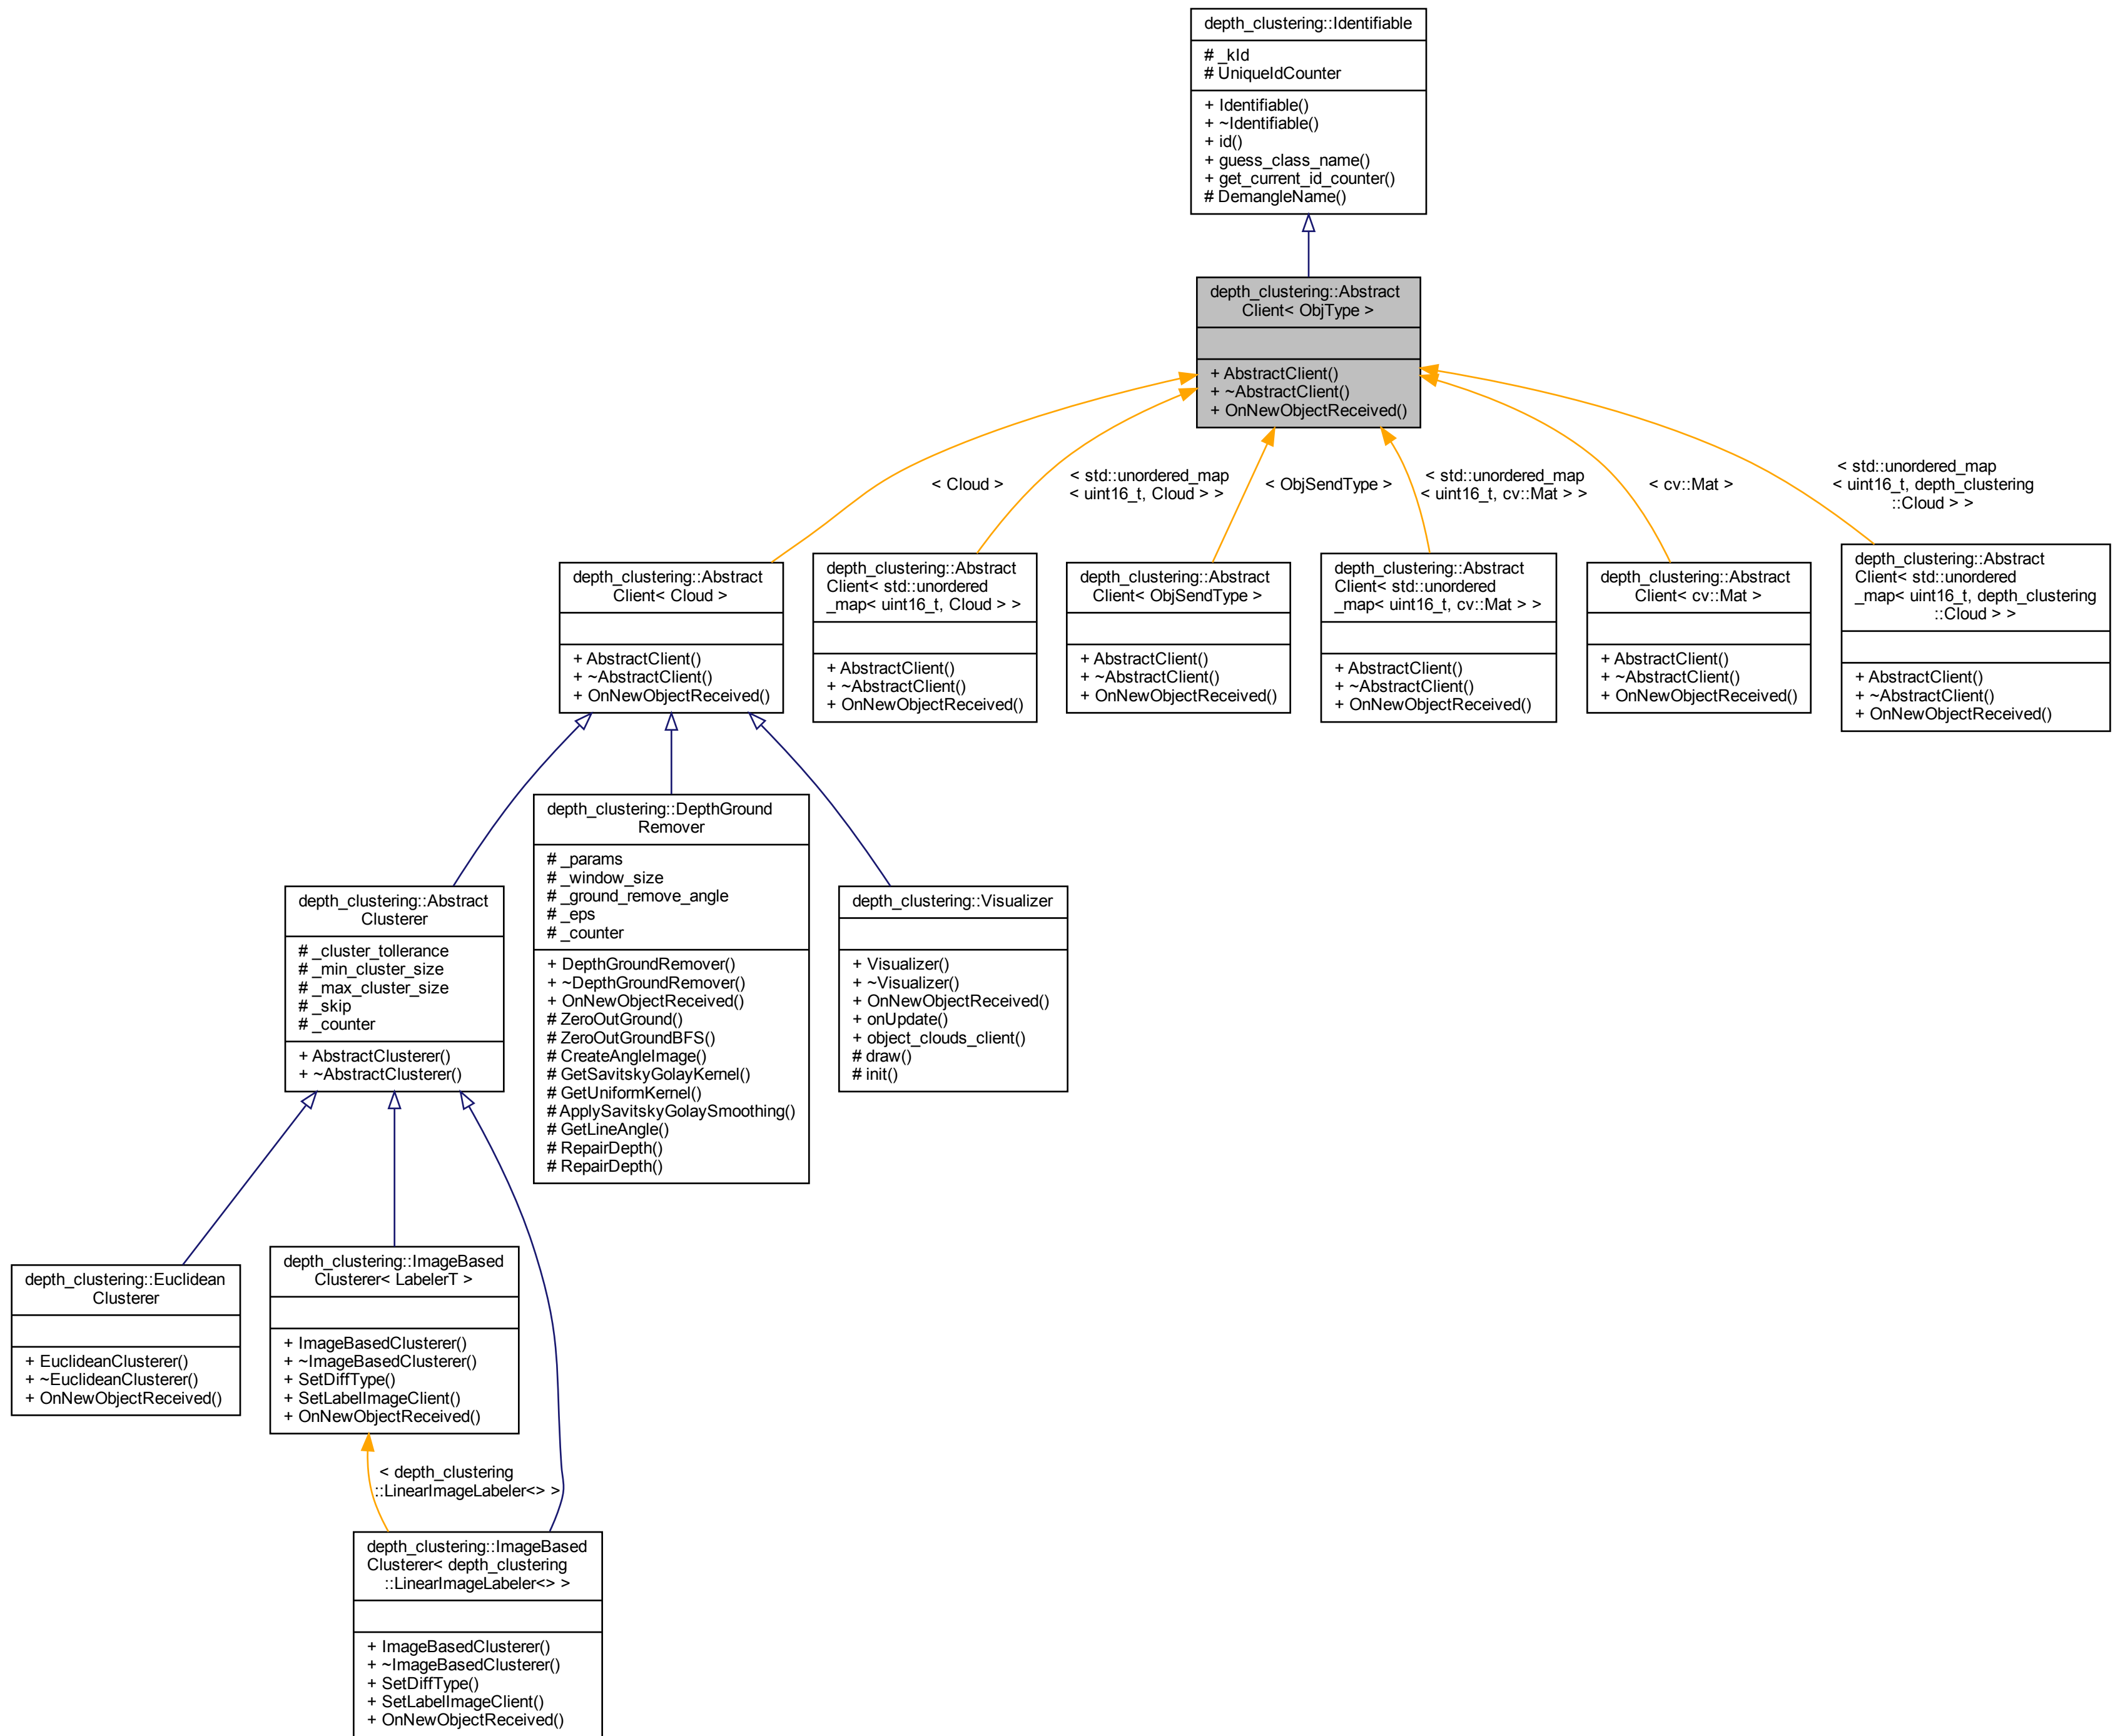 depth_clustering::Identifiable
# _kId
# UniqueIdCounter
+ Identifiable()
+ ~Identifiable()
+ id()
+ guess_class_name()
+ get_current_id_counter()
# DemangleName()
depth_clustering::Abstract
Client< ObjType >
+ AbstractClient()
+ ~AbstractClient()
+ OnNewObjectReceived()
< Cloud >
< std::unordered_map
< uint16_t, Cloud > >
< ObjSendType >
< std::unordered_map
< uint16_t, cv::Mat > >
< cv::Mat >
< std::unordered_map
< uint16_t, depth_clustering
::Cloud > >
depth_clustering::Abstract
Client< Cloud >
+ AbstractClient()
+ ~AbstractClient()
+ OnNewObjectReceived()
depth_clustering::Abstract
Client< std::unordered
_map< uint16_t, Cloud > >
+ AbstractClient()
+ ~AbstractClient()
+ OnNewObjectReceived()
depth_clustering::Abstract
Client< ObjSendType >
+ AbstractClient()
+ ~AbstractClient()
+ OnNewObjectReceived()
depth_clustering::Abstract
Client< std::unordered
_map< uint16_t, cv::Mat > >
+ AbstractClient()
+ ~AbstractClient()
+ OnNewObjectReceived()
depth_clustering::Abstract
Client< cv::Mat >
+ AbstractClient()
+ ~AbstractClient()
+ OnNewObjectReceived()
depth_clustering::Abstract
Client< std::unordered
_map< uint16_t, depth_clustering
::Cloud > >
+ AbstractClient()
+ ~AbstractClient()
+ OnNewObjectReceived()
depth_clustering::Abstract
Clusterer
# _cluster_tollerance
# _min_cluster_size
# _max_cluster_size
# _skip
# _counter
+ AbstractClusterer()
+ ~AbstractClusterer()
depth_clustering::DepthGround
Remover
# _params
# _window_size
# _ground_remove_angle
# _eps
# _counter
+ DepthGroundRemover()
+ ~DepthGroundRemover()
+ OnNewObjectReceived()
# ZeroOutGround()
# ZeroOutGroundBFS()
# CreateAngleImage()
# GetSavitskyGolayKernel()
# GetUniformKernel()
# ApplySavitskyGolaySmoothing()
# GetLineAngle()
# RepairDepth()
# RepairDepth()
depth_clustering::Visualizer
+ Visualizer()
+ ~Visualizer()
+ OnNewObjectReceived()
+ onUpdate()
+ object_clouds_client()
# draw()
# init()
depth_clustering::Euclidean
Clusterer
+ EuclideanClusterer()
+ ~EuclideanClusterer()
+ OnNewObjectReceived()
depth_clustering::ImageBased
Clusterer< LabelerT >
+ ImageBasedClusterer()
+ ~ImageBasedClusterer()
+ SetDiffType()
+ SetLabelImageClient()
+ OnNewObjectReceived()
< depth_clustering
::LinearImageLabeler<> >
depth_clustering::ImageBased
Clusterer< depth_clustering
::LinearImageLabeler<> >
+ ImageBasedClusterer()
+ ~ImageBasedClusterer()
+ SetDiffType()
+ SetLabelImageClient()
+ OnNewObjectReceived()